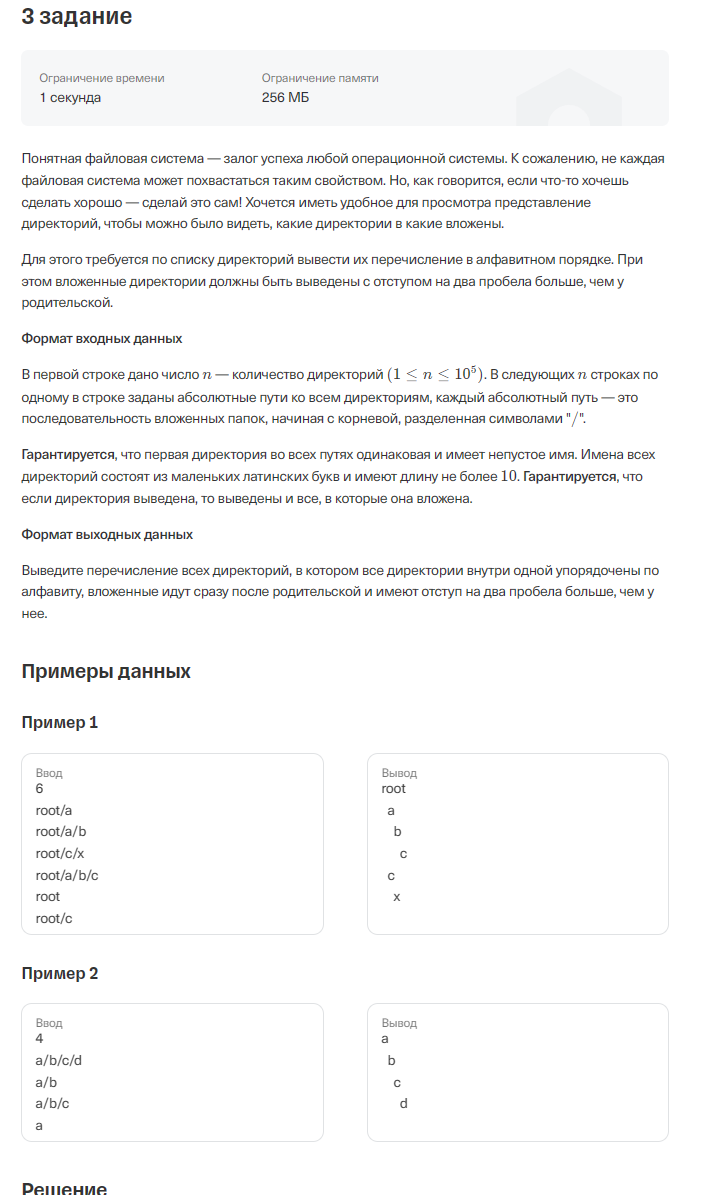 3 задание
Ограничение времени
1 секунда
Ограничение памяти
256 МБ
Понятная файловая система — залог успеха любой операционной системы. К сожалению, не каждая
файловая система может похвастаться таким свойством. Но, как говорится, если что-то хочешь
сделать хорошо — сделай это сам! Хочется иметь удобное для просмотра представление
директорий, чтобы можно было видеть, какие директории в какие вложены.
Для этого требуется по списку директорий вывести их перечисление в алфавитном порядке. При
этом вложенные директории должны быть выведены с отступом на два пробела больше, чем у
родительской.
Формат входных данных
В первой строке дано число n — количество директорий (1 ≤ n ≤ 10⁵). В следующих n строках по
одному в строке заданы абсолютные пути ко всем директориям, каждый абсолютный путь — это
последовательность вложенных папок, начиная с корневой, разделенная символами "/".
Гарантируется, что первая директория во всех путях одинаковая и имеет непустое имя. Имена всех
директорий состоят из маленьких латинских букв и имеют длину не более 10. Гарантируется, что
если директория выведена, то выведены и все, в которые она вложена.
Формат выходных данных
Выведите перечисление всех директорий, в котором все директории внутри одной упорядочены по
алфавиту, вложенные идут сразу после родительской и имеют отступ на два пробела больше, чем у
нее.
Примеры данных
Пример 1
Ввод
6
root/a
root/a/b
root/c/x
root/a/b/c
root
root/c
Вывод
root
  a
    b
      c
  c
    x
Пример 2
Ввод
4
a/b/c/d
a/b
a/b/c
a
Вывод
a
  b
    c
      d
Решение